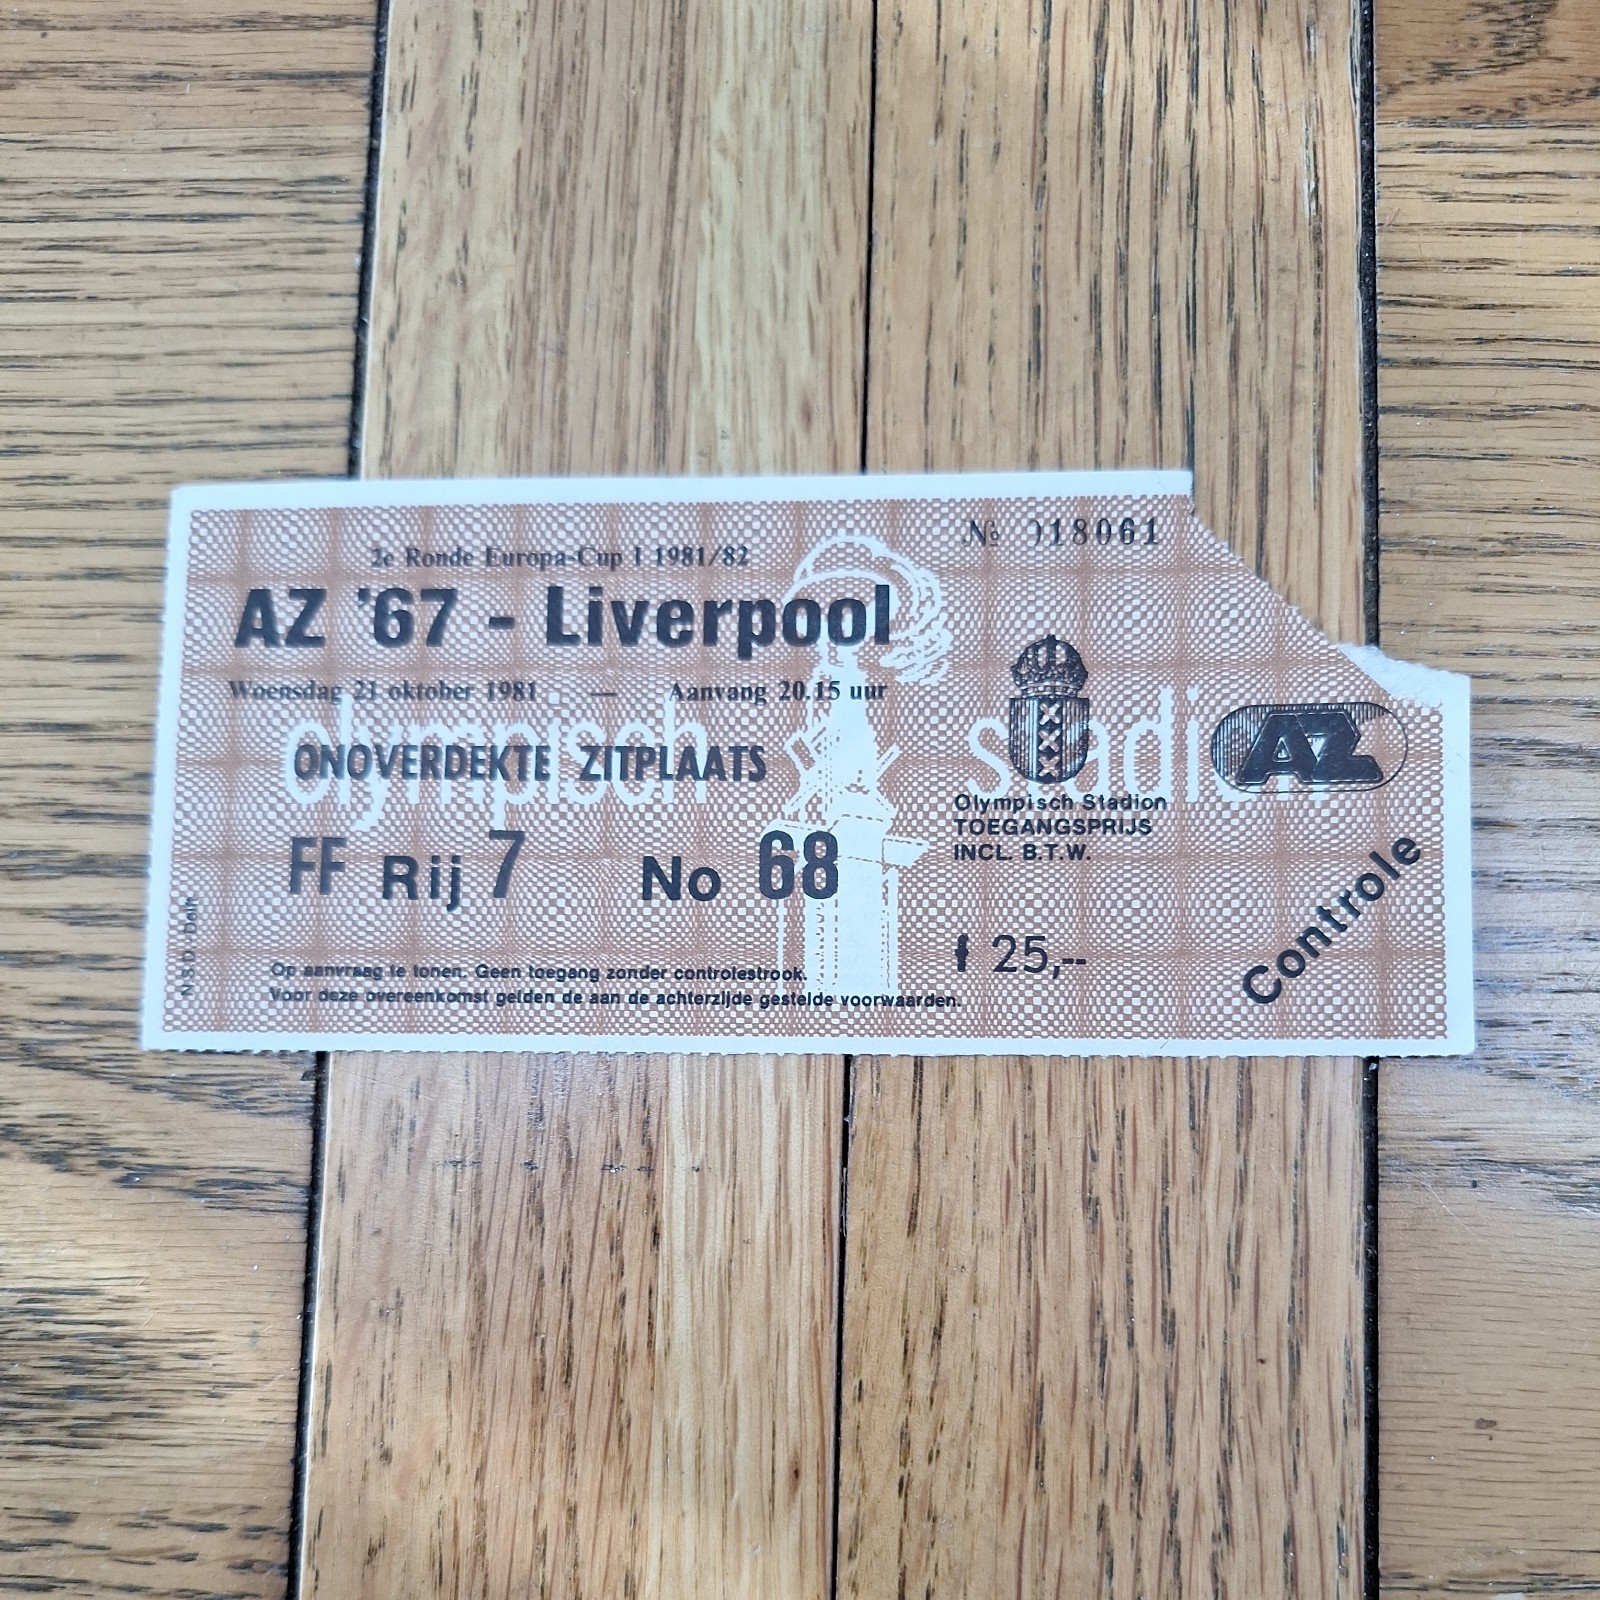 2e Ronde Europa-Cup I 1981/82
Nº 018061
AZ '67 - Liverpool
Woensdag 21 oktober 1981 — Aanvang 20.15 uur
olympisch stadion
ONOVERDEKTE ZITPLAATS
AZ
Olympisch Stadion
TOEGANGSPRIJS
INCL. B.T.W.
FF Rij 7 No 68
f 25,--
Controle
Op aanvraag te tonen. Geen toegang zonder controlestrook.
Voor deze overeenkomst gelden de aan de achterzijde gestelde voorwaarden.
N.S.D. Delft